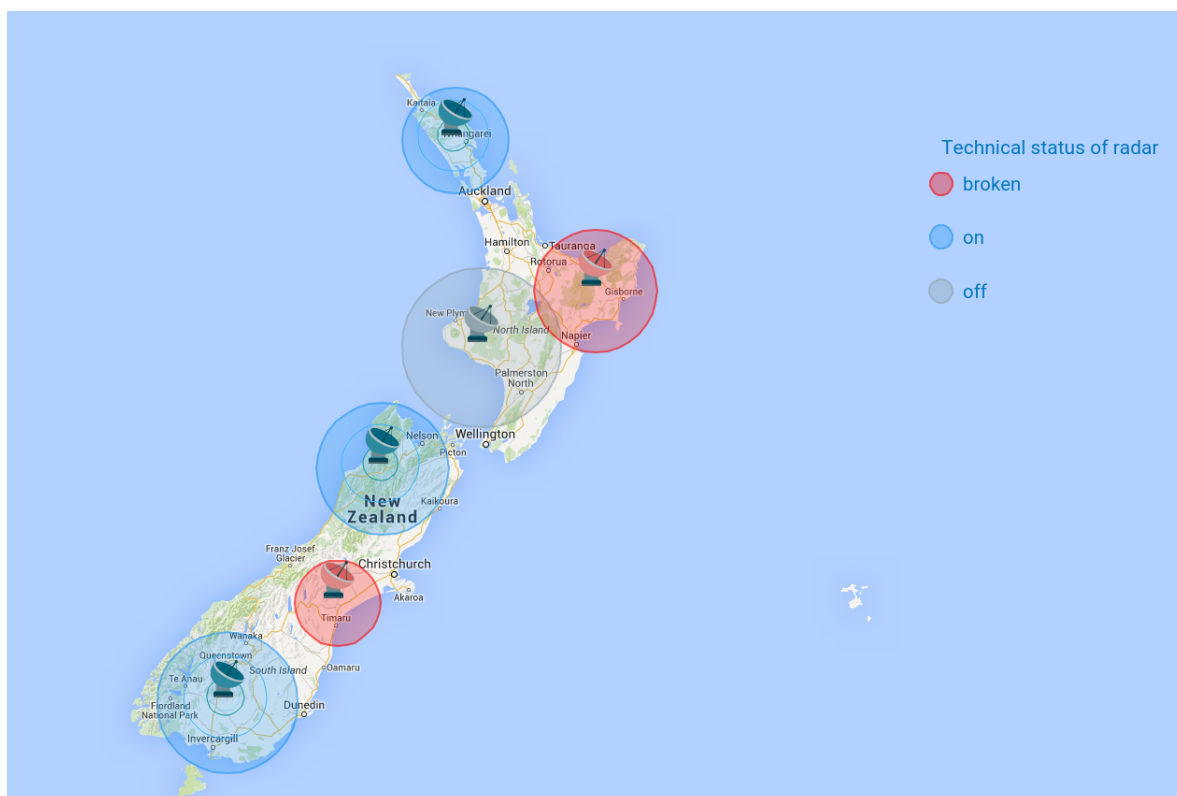 Technical status of radar
broken
on
off
Kaitaia
Whangarei
Auckland
Hamilton
Tauranga
Rotorua
Gisborne
New Plym
North Island
Napier
Palmerston
North
Nelson
Wellington
Picton
New
Zealand
Kaikoura
Franz Josef
Glacier
Christchurch
Akaroa
Timaru
Wanaka
Queenstown
South Island
Oamaru
Te Anau
Fiordland
National Park
Dunedin
Invercargill